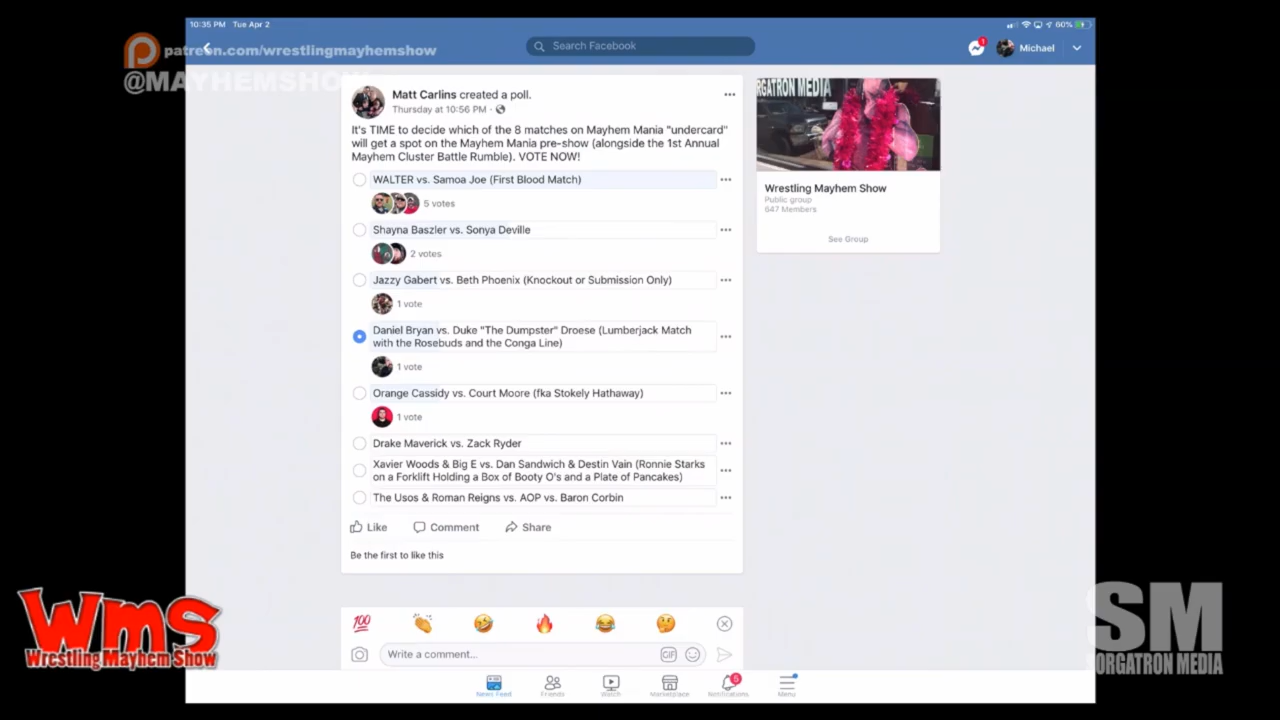 10:35 PM Tue Apr 2
60%
patreon.com/wrestlingmayhemshow
@MAYHEMSHOW
Search Facebook
1
Michael
Matt Carlins created a poll.
Thursday at 10:56 PM ·
It's TIME to decide which of the 8 matches on Mayhem Mania "undercard"
will get a spot on the Mayhem Mania pre-show (alongside the 1st Annual
Mayhem Cluster Battle Rumble). VOTE NOW!
WALTER vs. Samoa Joe (First Blood Match)
5 votes
Shayna Baszler vs. Sonya Deville
2 votes
Jazzy Gabert vs. Beth Phoenix (Knockout or Submission Only)
1 vote
Daniel Bryan vs. Duke "The Dumpster" Droese (Lumberjack Match
with the Rosebuds and the Conga Line)
1 vote
Orange Cassidy vs. Court Moore (fka Stokely Hathaway)
1 vote
Drake Maverick vs. Zack Ryder
Xavier Woods & Big E vs. Dan Sandwich & Destin Vain (Ronnie Starks
on a Forklift Holding a Box of Booty O's and a Plate of Pancakes)
The Usos & Roman Reigns vs. AOP vs. Baron Corbin
Like
Comment
Share
Be the first to like this
100
Write a comment...
GIF
News Feed
Friends
Watch
Marketplace
5
Notifications
Menu
ORGATRON MEDIA
Wrestling Mayhem Show
Public group
647 Members
See Group
wms
Wrestling Mayhem Show
SM
SORGATRON MEDIA